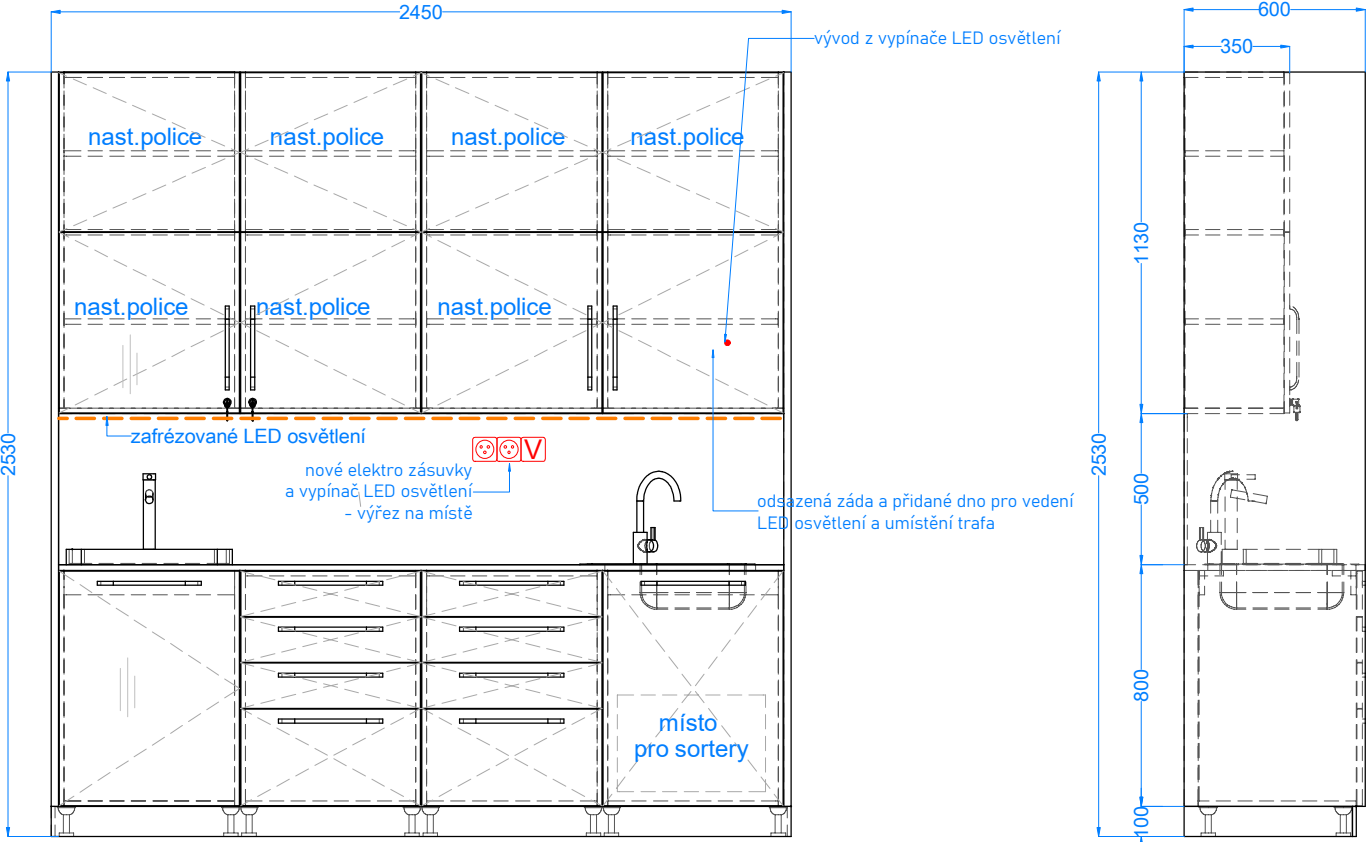 2450
600
vývod z vypínače LED osvětlení
350
nast.police
nast.police
nast.police
nast.police
1130
nast.police
nast.police
nast.police
zafrézované LED osvětlení
V
2530
2530
nové elektro zásuvky
a vypínač LED osvětlení
- výřez na místě
500
odsazená záda a přidané dno pro vedení
LED osvětlení a umístění trafa
800
místo
pro sortery
100